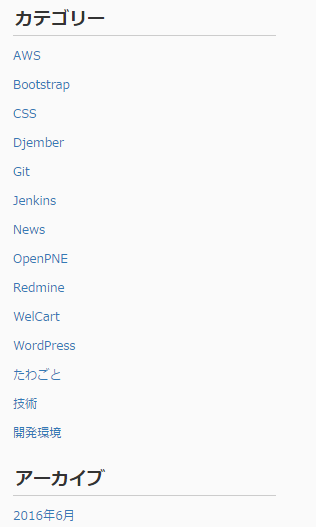 カテゴリー
AWS
Bootstrap
CSS
Djember
Git
Jenkins
News
OpenPNE
Redmine
WelCart
WordPress
たわごと
技術
開発環境
アーカイブ
2016年6月